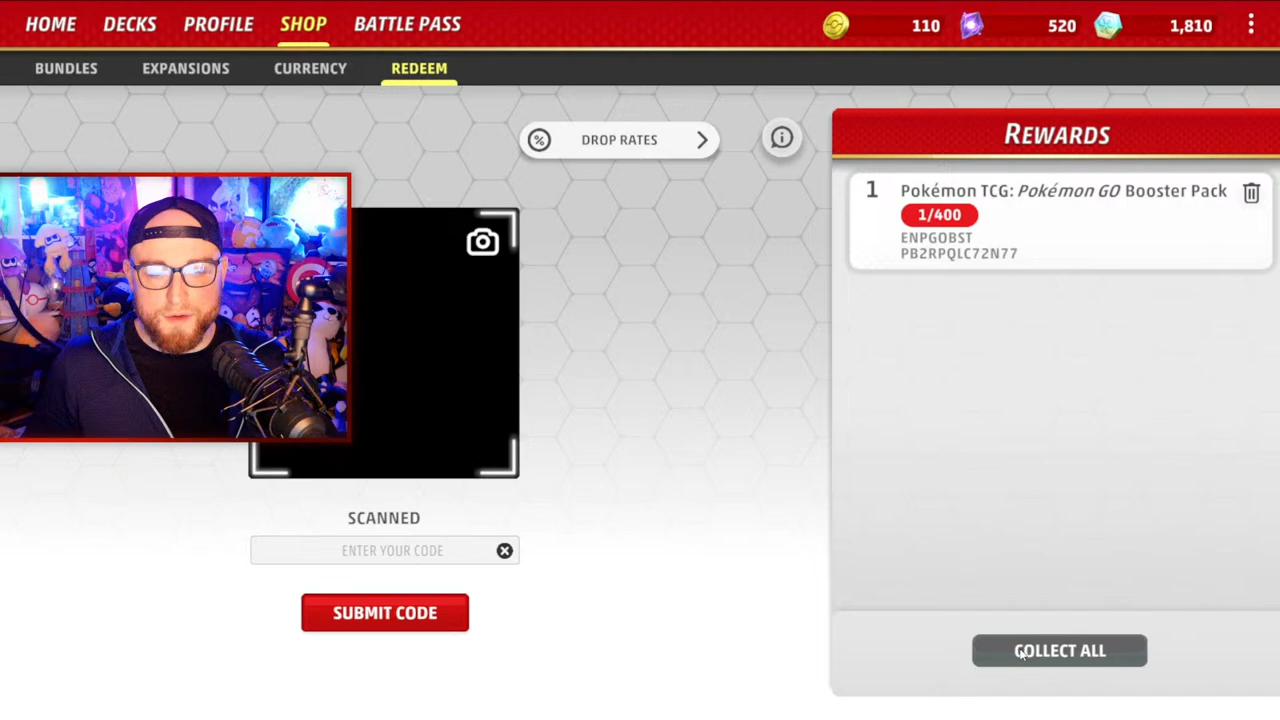 HOME DECKS PROFILE SHOP BATTLE PASS 110 520 1,810
BUNDLES EXPANSIONS CURRENCY REDEEM
% DROP RATES
REWARDS
1 Pokémon TCG: Pokémon GO Booster Pack
1/400
ENPGOBST
PB2RPQLC72N77
SCANNED
ENTER YOUR CODE
SUBMIT CODE
COLLECT ALL